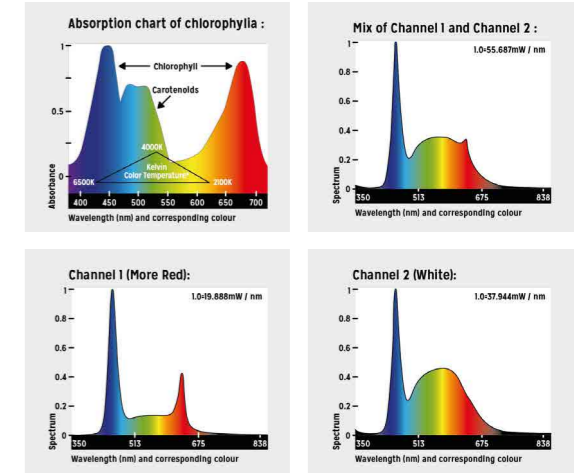 Absorption chart of chlorophylla :
1
0.5
0
Absorbance
Chlorophyll
Carotenoids
4000K
Kelvin
Color Temperature*
6500K
2100K
400 450 500 550 600 650 700
Wavelength (nm) and corresponding colour
Mix of Channel 1 and Channel 2 :
1.0=55.687mW / nm
1
0.8
0.6
0.4
0.2
0
Spectrum
350 513 675 838
Wavelength (nm) and corresponding colour
Channel 1 (More Red):
1.0=19.888mW / nm
1
0.8
0.6
0.4
0.2
0
Spectrum
350 513 675 838
Wavelength (nm) and corresponding colour
Channel 2 (White):
1.0=37.944mW / nm
1
0.8
0.6
0.4
0.2
0
Spectrum
350 513 675 838
Wavelength (nm) and corresponding colour